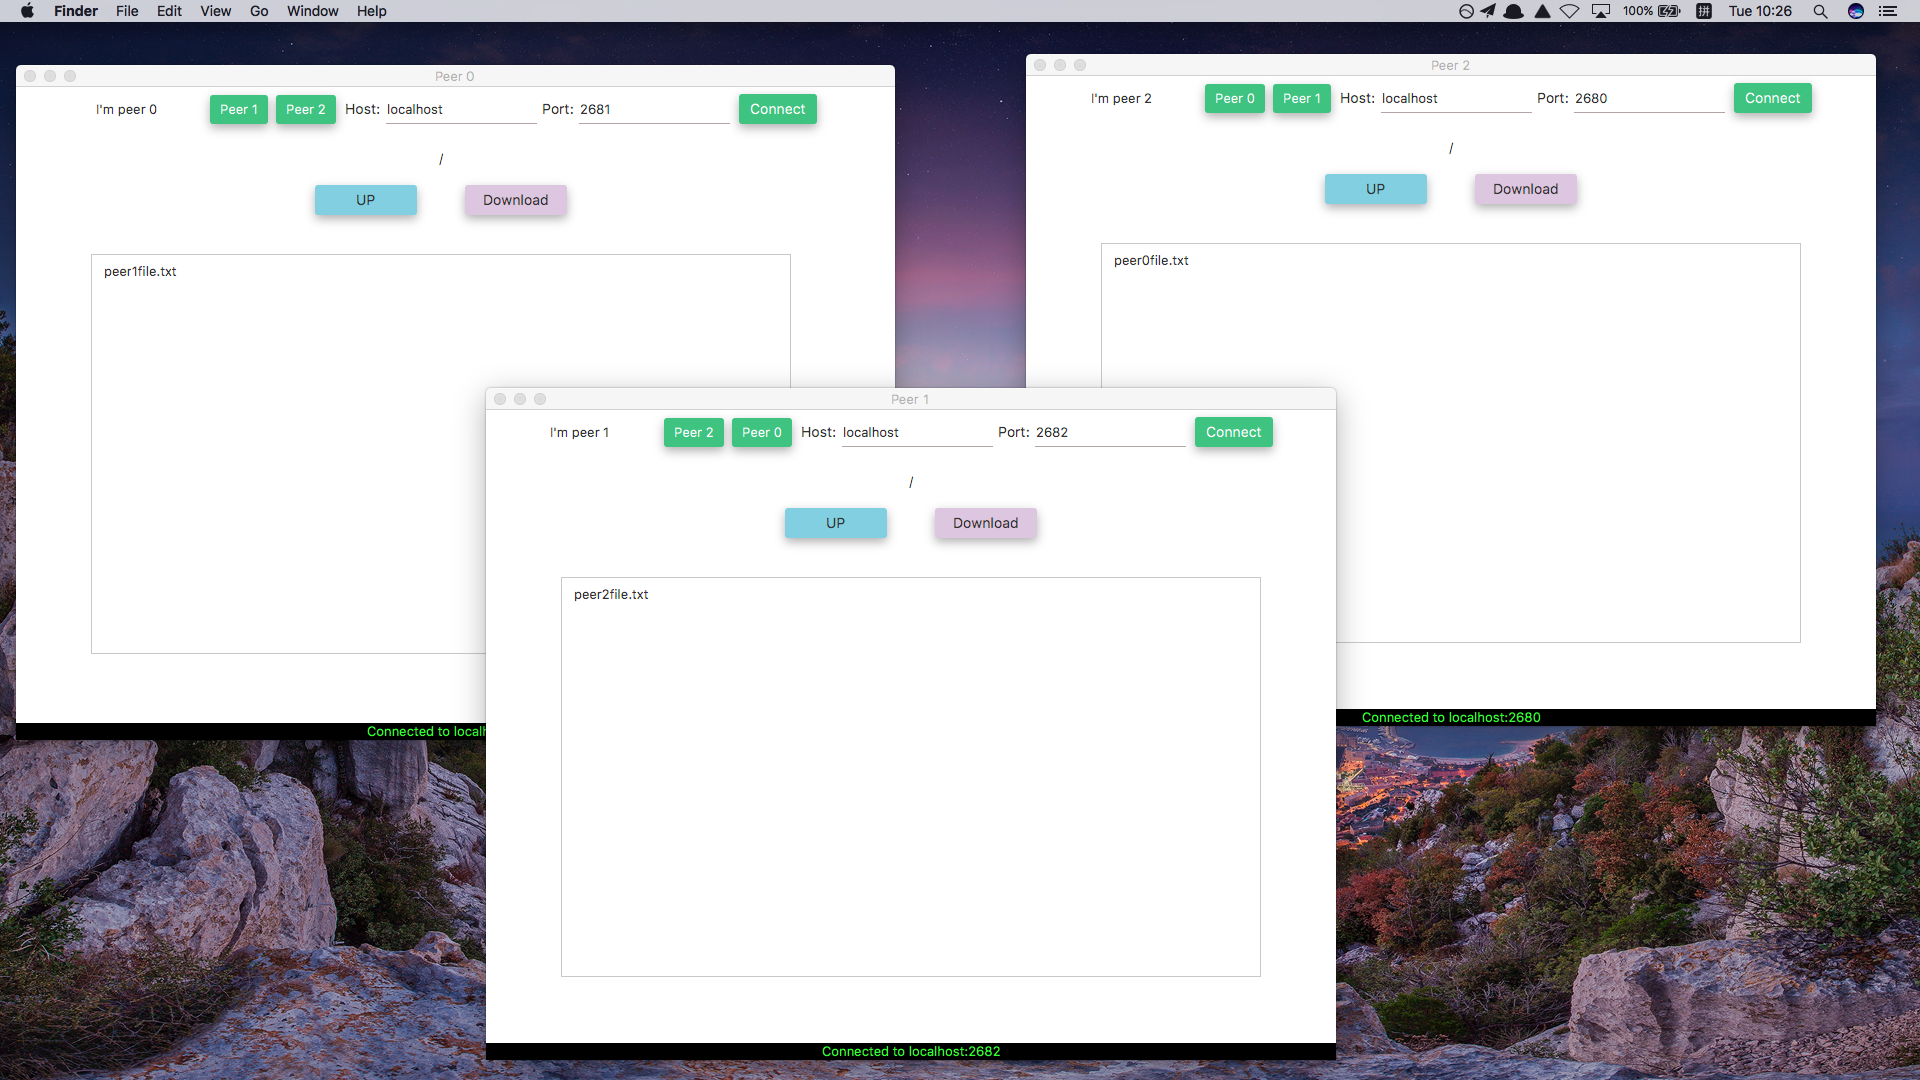 Finder File Edit View Go Window Help 100% 拼 Tue 10:26
Peer 0
I'm peer 0 Peer 1 Peer 2 Host: localhost Port: 2681 Connect
/
UP Download
peer1file.txt
Connected to localh
Peer 2
I'm peer 2 Peer 0 Peer 1 Host: localhost Port: 2680 Connect
/
UP Download
peer0file.txt
Connected to localhost:2680
Peer 1
I'm peer 1 Peer 2 Peer 0 Host: localhost Port: 2682 Connect
/
UP Download
peer2file.txt
Connected to localhost:2682